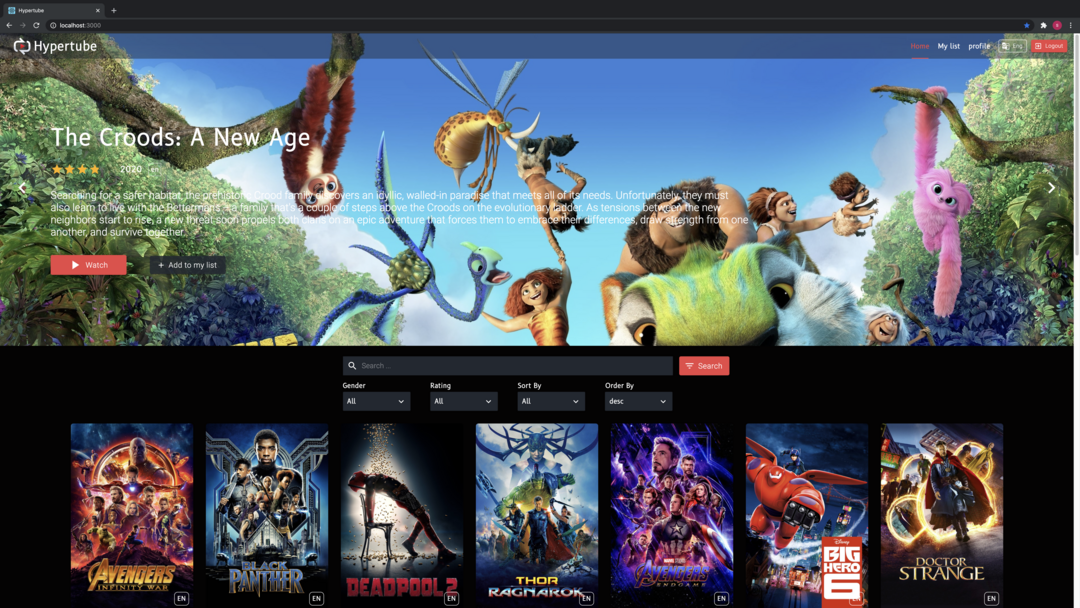 Hypertube
localhost:3000
Hypertube
Home My list profile Log Logout
The Croods: A New Age
2020
Searching for a safer habitat, the prehistoric Crood family discovers an idyllic, walled-in paradise that meets all of its needs. Unfortunately, they must
also learn to live with the Bettermans -- a family that's a couple of steps above the Croods on the evolutionary ladder. As tensions between the new
neighbors start to rise, a new threat soon propels both clans on an epic adventure that forces them to embrace their differences, draw strength from one
another, and survive together.
Watch + Add to my list
Search ..
Search
Gender Rating Sort By Order By
All All All desc
AVENGERS
INFINITY WAR
EN
BLACK
PANTHER
EN
DEADPOOL 2
EN
THOR
RAGNAROK
EN
AVENGERS
ENDGAME
EN
Disney
BIG
HERO
6
DOCTOR
STRANGE
EN